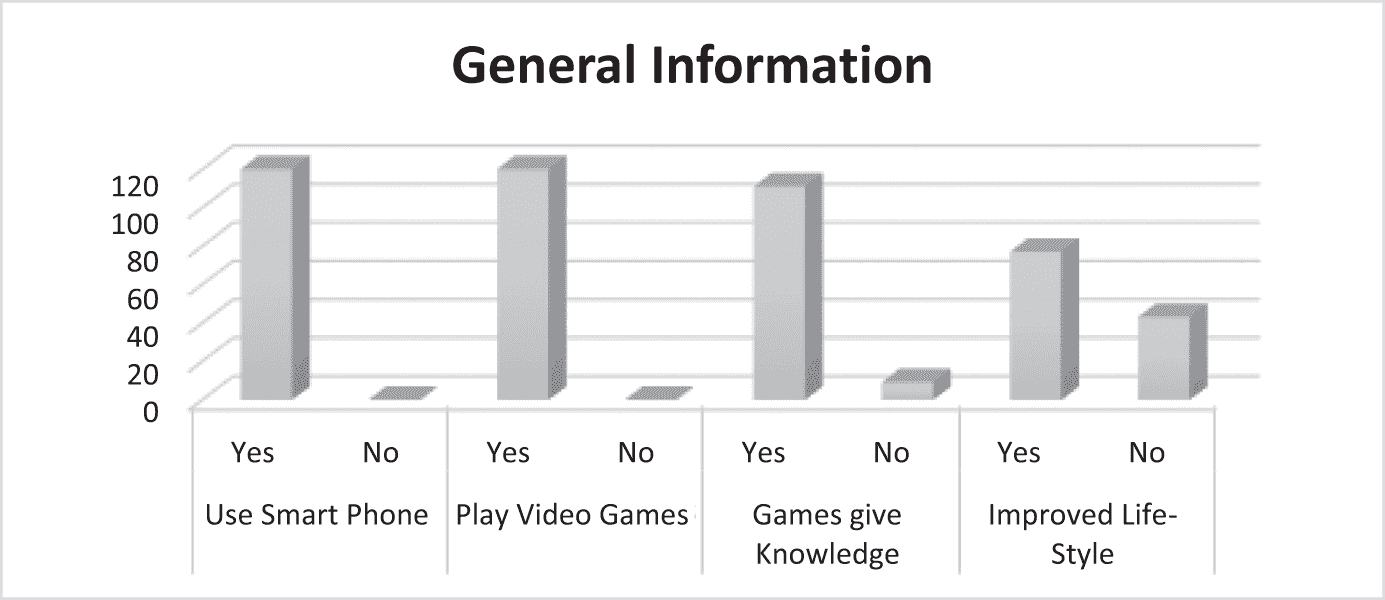 General Information
120
100
80
60
40
20
0
Yes No Yes No Yes No Yes No
Use Smart Phone Play Video Games Games give Knowledge Improved Life-
Style